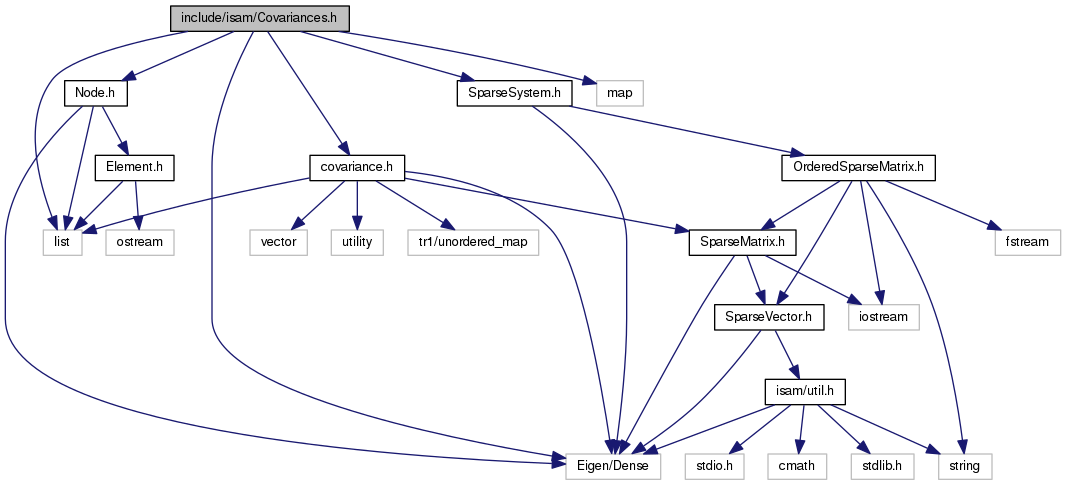 include/isam/Covariances.h
Node.h
SparseSystem.h
map
Element.h
covariance.h
OrderedSparseMatrix.h
list
ostream
vector
utility
tr1/unordered_map
SparseMatrix.h
fstream
SparseVector.h
iostream
isam/util.h
Eigen/Dense
stdio.h
cmath
stdlib.h
string